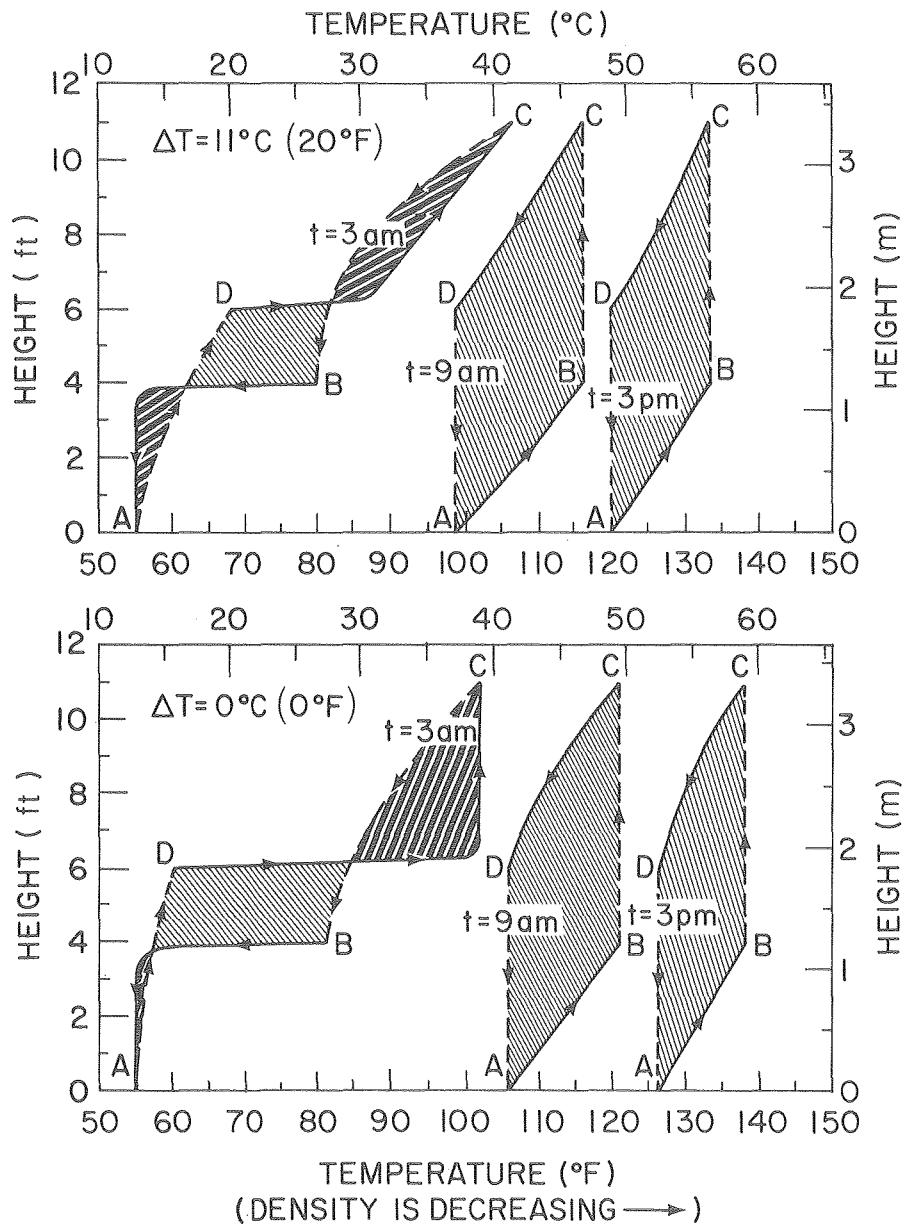 TEMPERATURE (°C)
10 20 30 40 50 60
12
10
8
6
4
2
0
HEIGHT (ft)
ΔT=11°C (20°F)
C C C
t=3am
D D D
t=9am
B B B
t=3pm
A A A
3
2
1
0
HEIGHT (m)
50 60 70 80 90 100 110 120 130 140 150
10 20 30 40 50 60
12
10
8
6
4
2
0
HEIGHT (ft)
ΔT=0°C (0°F)
C C C
t=3am
D D D
t=9am t=3pm
B B B
A A A
3
2
1
0
HEIGHT (m)
50 60 70 80 90 100 110 120 130 140 150
TEMPERATURE (°F)
(DENSITY IS DECREASING →)